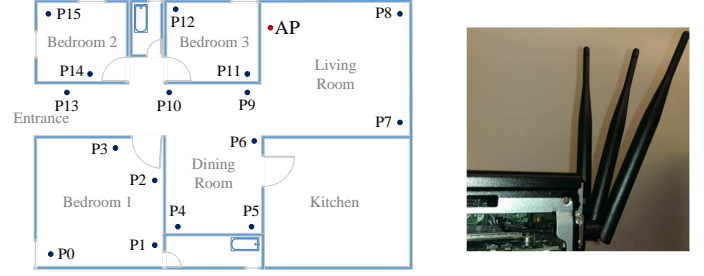 P15
P12
P8
AP
Bedroom 2
Bedroom 3
Living
Room
P14
P11
P13
P10
P9
Entrance
P7
P3
P6
Dining
Room
P2
Bedroom 1
Kitchen
P4
P5
P1
P0